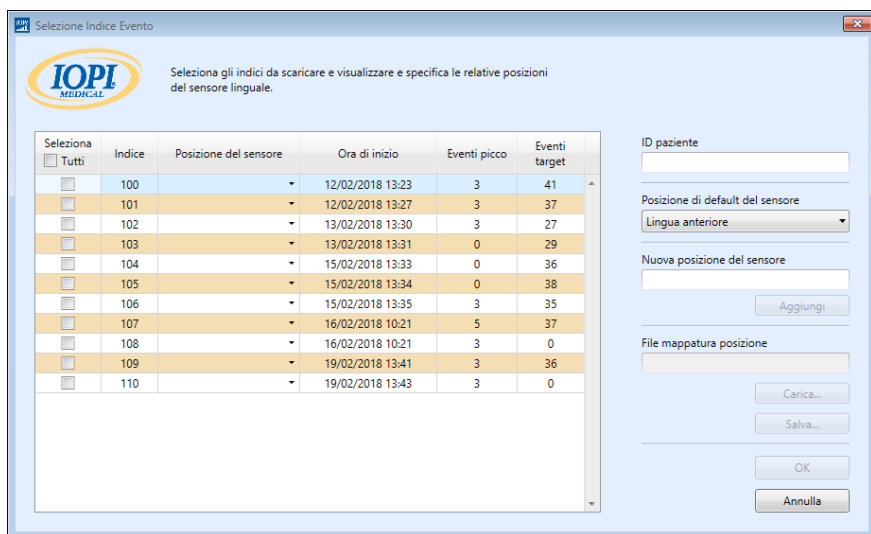 IOPI
Selezione Indice Evento
IOPI
MEDICAL
Seleziona gli indici da scaricare e visualizzare e specifica le relative posizioni
del sensore linguale.
Seleziona
Tutti
Indice
Posizione del sensore
Ora di inizio
Eventi picco
Eventi
target
100 12/02/2018 13:23 3 41
101 12/02/2018 13:27 3 37
102 13/02/2018 13:30 3 27
103 13/02/2018 13:31 0 29
104 15/02/2018 13:33 0 36
105 15/02/2018 13:34 0 38
106 15/02/2018 13:35 3 35
107 16/02/2018 10:21 5 37
108 16/02/2018 10:21 3 0
109 19/02/2018 13:41 3 36
110 19/02/2018 13:43 3 0
ID paziente
Posizione di default del sensore
Lingua anteriore
Nuova posizione del sensore
Aggiungi
File mappatura posizione
Carica...
Salva...
OK
Annulla